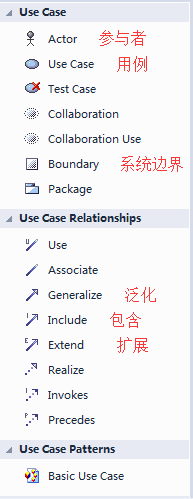 Use Case
Actor 参与者
Use Case 用例
Test Case
Collaboration
Collaboration Use
Boundary 系统边界
Package
Use Case Relationships
Use
Associate
Generalize 泛化
Include 包含
Extend 扩展
Realize
Invokes
Precedes
Use Case Patterns
Basic Use Case